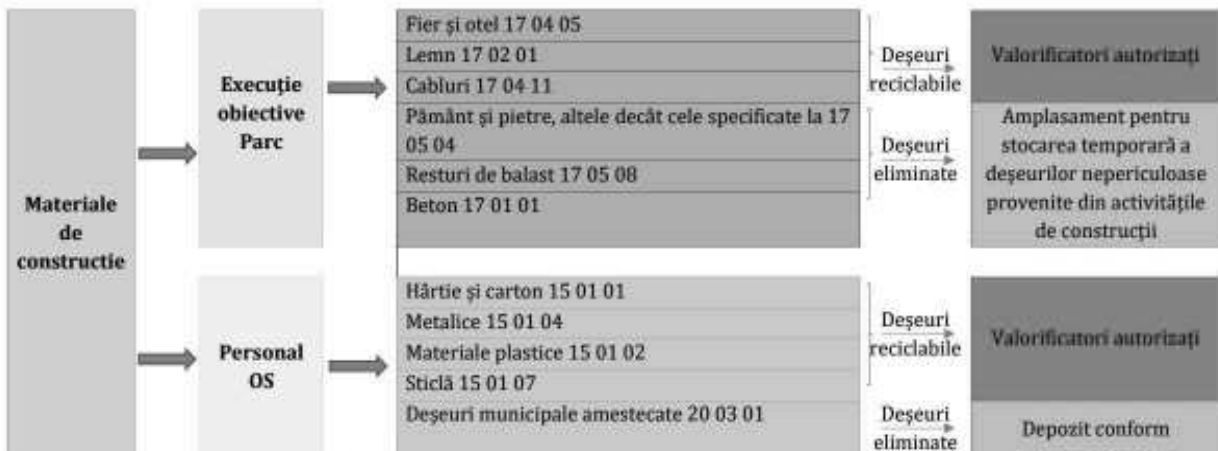 Materiale
de
constructie
Execuție
obiective
Parc
Fier și otel 17 04 05
Lemn 17 02 01
Cabluri 17 04 11
Pământ și pietre, altele decât cele specificate la 17
05 04
Resturi de balast 17 05 08
Beton 17 01 01
Deșeuri
reciclabile
Valorificatori autorizați
Deșeuri
eliminate
Amplasament pentru
stocarea temporară a
deșeurilor nepericuloase
provenite din activitățile
de construcții
Personal
OS
Hârtie și carton 15 01 01
Metalice 15 01 04
Materiale plastice 15 01 02
Sticlă 15 01 07
Deșeuri municipale amestecate 20 03 01
Deșeuri
reciclabile
Valorificatori autorizați
Deșeuri
eliminate
Depozit conform